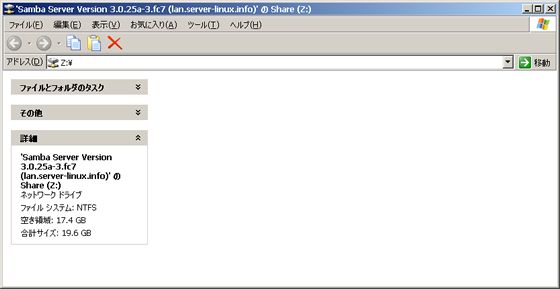 'Samba Server Version 3.0.25a-3.fc7 (lan.server-linux.info)' の Share (Z:)
ファイル(F) 編集(E) 表示(V) お気に入り(A) ツール(T) ヘルプ(H)
アドレス(D) Z:¥ 移動
ファイルとフォルダのタスク
その他
詳細
'Samba Server Version
3.0.25a-3.fc7
(lan.server-linux.info)' の
Share (Z:)
ネットワーク ドライブ
ファイル システム: NTFS
空き領域: 17.4 GB
合計サイズ: 19.6 GB